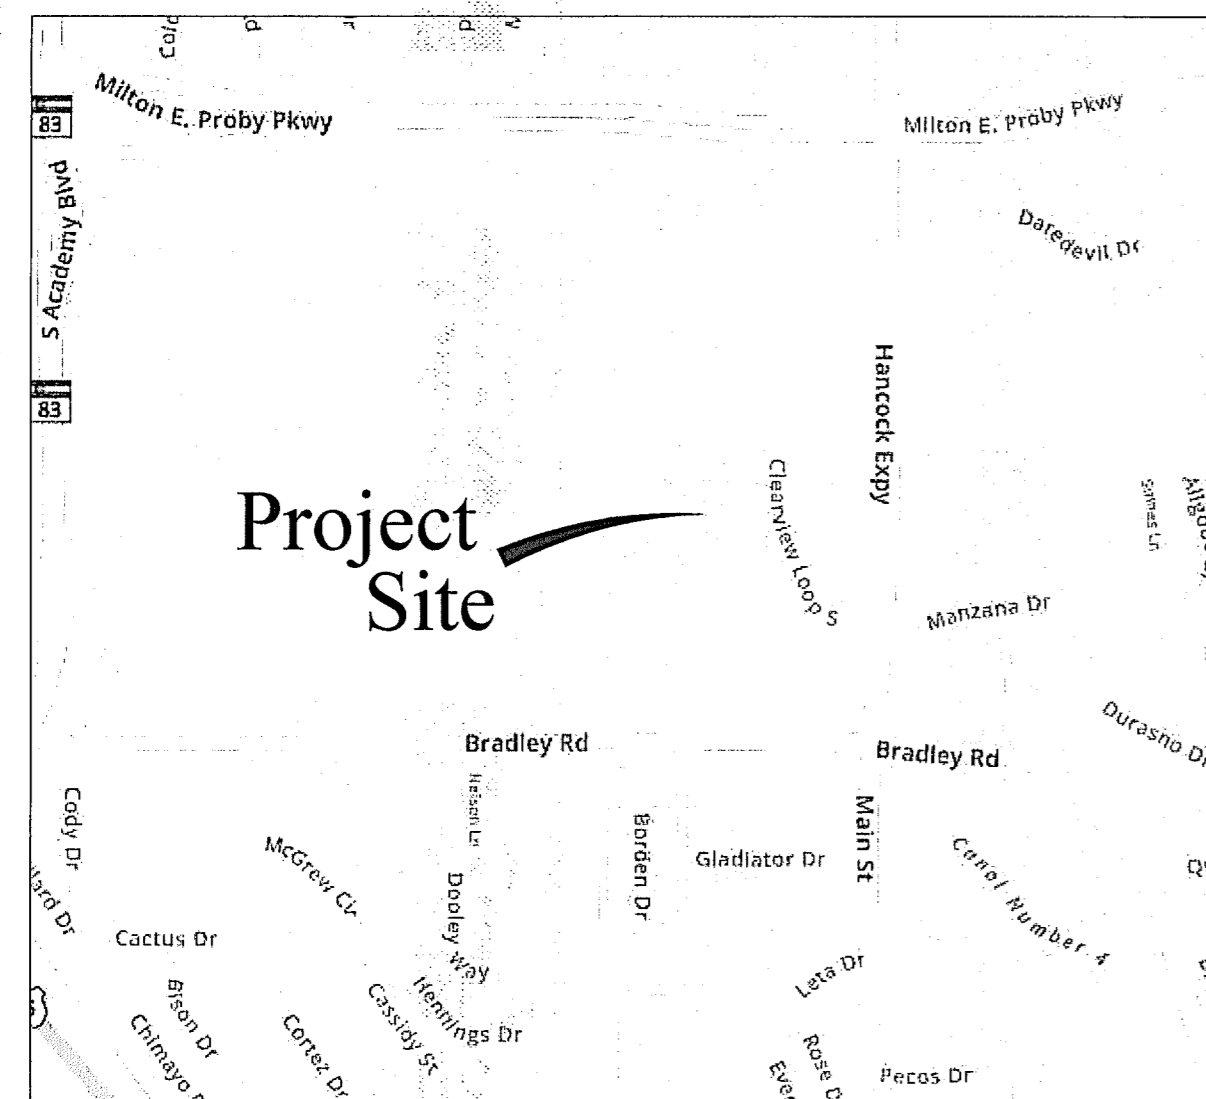 Milton E. Proby Pkwy
Milton E. Proby Pkwy
83
S Academy Blvd
Daredevil Dr
Hancock Expy
83
Clearview Loop S
Project
Site
Manzana Dr
Durasno Dr
Bradley Rd
Bradley Rd
Cody Dr
Borden Dr
Main St
McGrew Cir
Gladiator Dr
Canal Number 4
Dooley Way
Cactus Dr
Leta Dr
Bison Dr
Cassidy St
Hennings Dr
Chimayo
Cortez Dr
Rose D
Pecos Dr